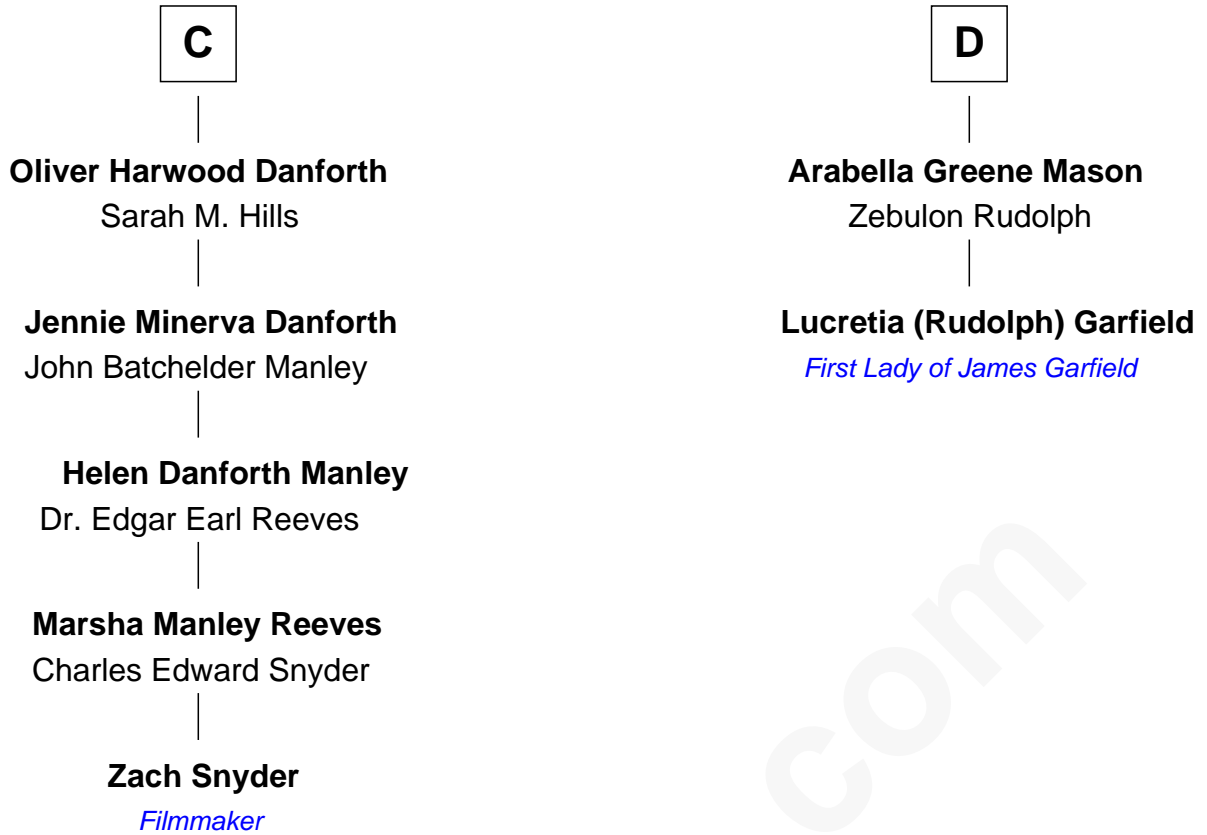 C
Oliver Harwood Danforth
Sarah M. Hills
Jennie Minerva Danforth
John Batchelder Manley
Helen Danforth Manley
Dr. Edgar Earl Reeves
Marsha Manley Reeves
Charles Edward Snyder
Zach Snyder
Filmmaker
D
Arabella Greene Mason
Zebulon Rudolph
Lucretia (Rudolph) Garfield
First Lady of James Garfield
com